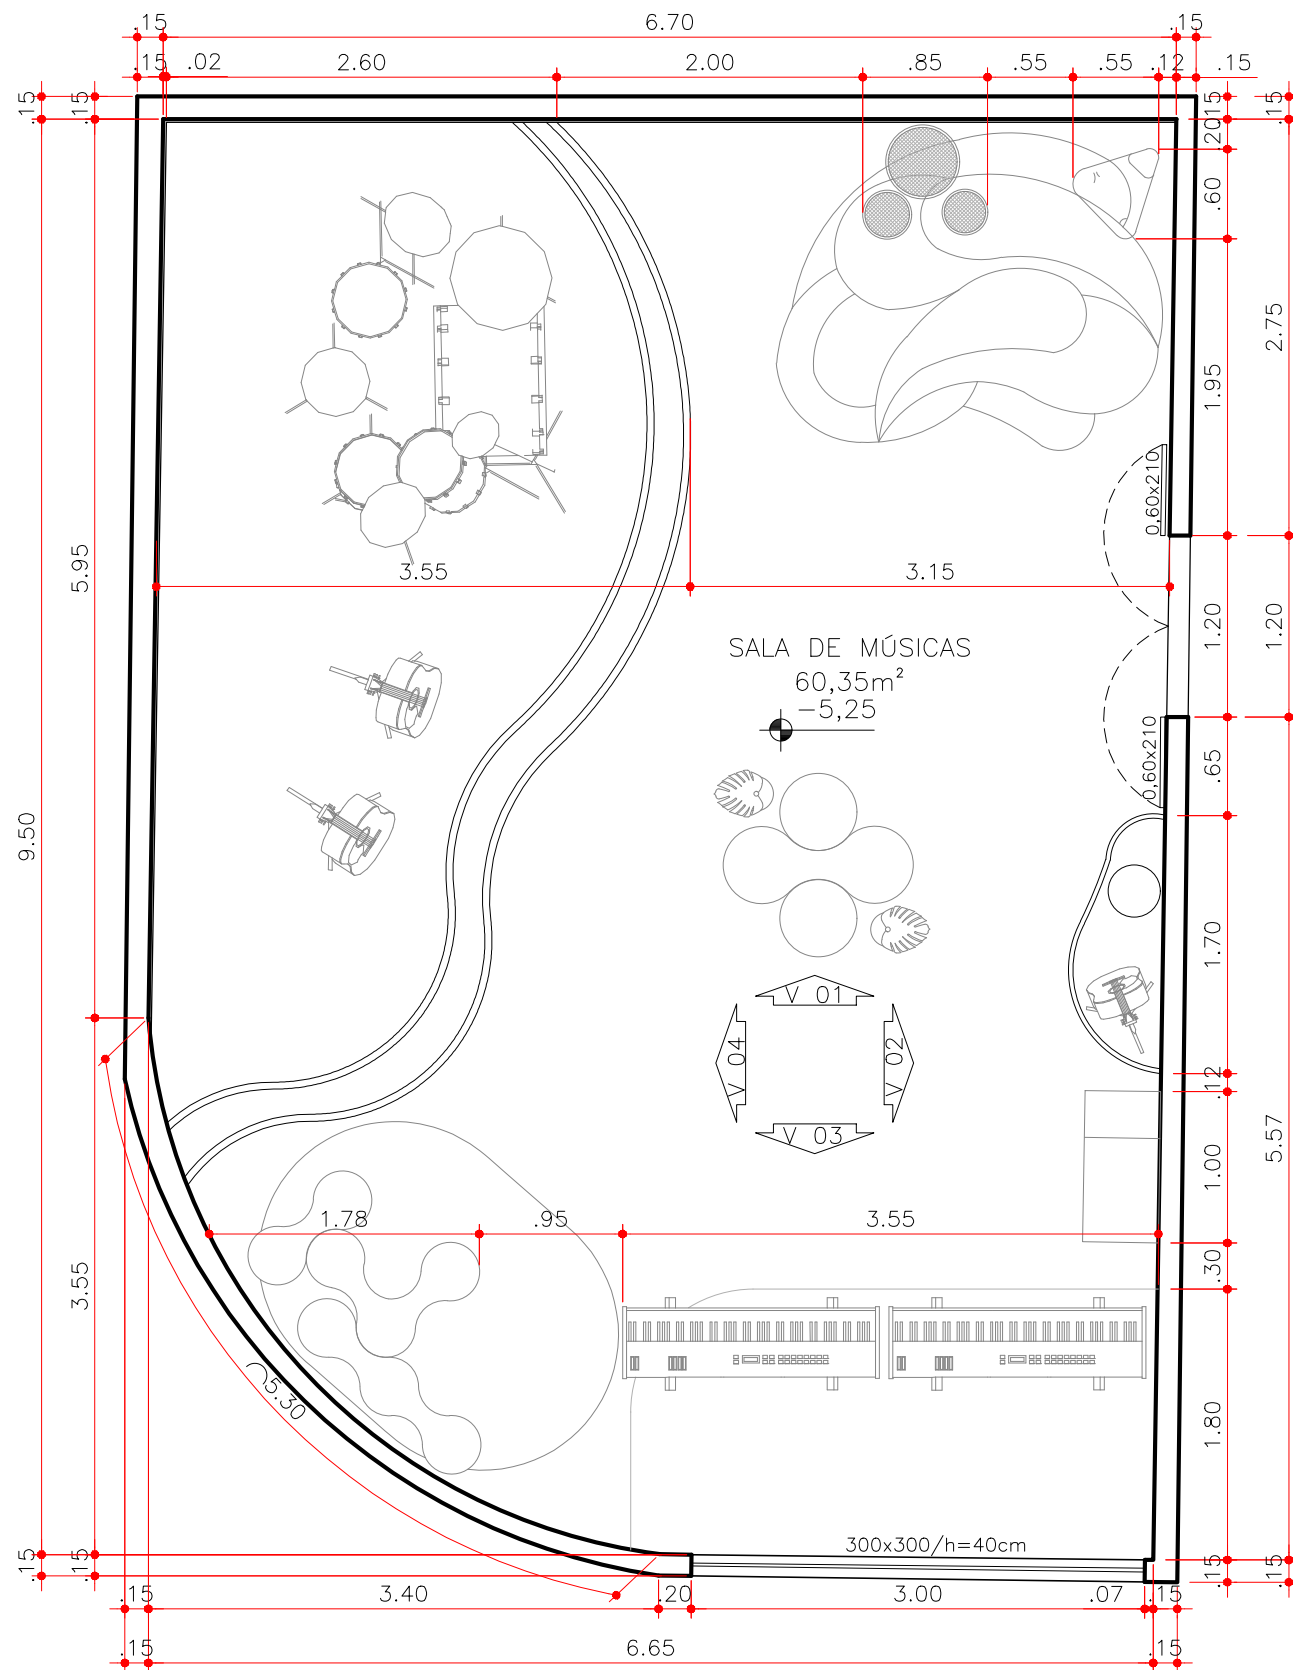 .15 6.70 .15
.15 .02 2.60 2.00 .85 .55 .55 .12 .15
.15 .15 .15 .15
.20
.60
2.75
1.95
0,60x210
5.95
3.55 3.15
1.20 1.20
SALA DE MÚSICAS
60,35m²
-5,25
0,60x210
.65
9.50
1.70
V 01
V 04 V 02
V 03
.12
5.57
1.00
1.78 .95 3.55
.30
3.55
5.30
1.80
300x300/h=40cm
.15 .15 .15 .15
.15 3.40 .20 3.00 .07 .15
.15 6.65 .15